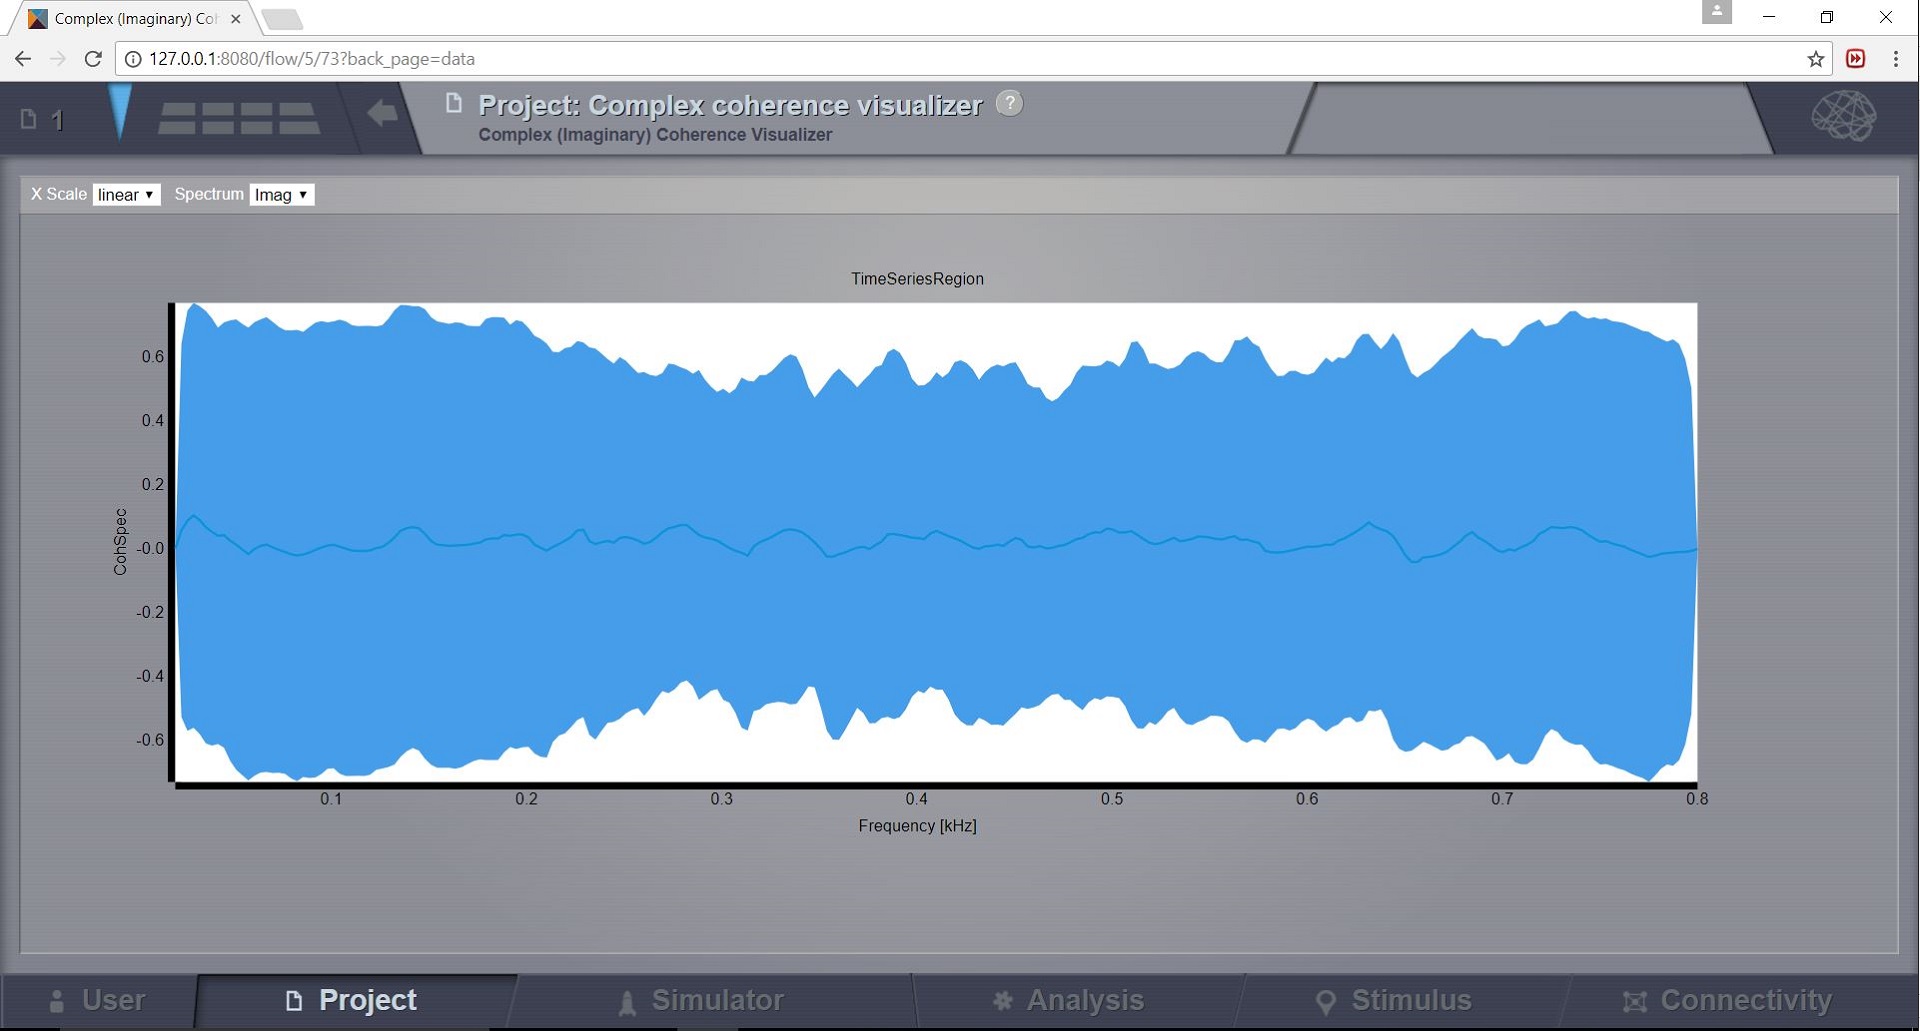 Complex (Imaginary) Col
127.0.0.1:8080/flow/5/73?back_page=data
1
Project: Complex coherence visualizer ?
Complex (Imaginary) Coherence Visualizer
X Scale linear Spectrum Imag
TimeSeriesRegion
0.6
0.4
0.2
-0.0
-0.2
-0.4
-0.6
CohSpec
0.1 0.2 0.3 0.4 0.5 0.6 0.7 0.8
Frequency [kHz]
User Project Simulator Analysis Stimulus Connectivity